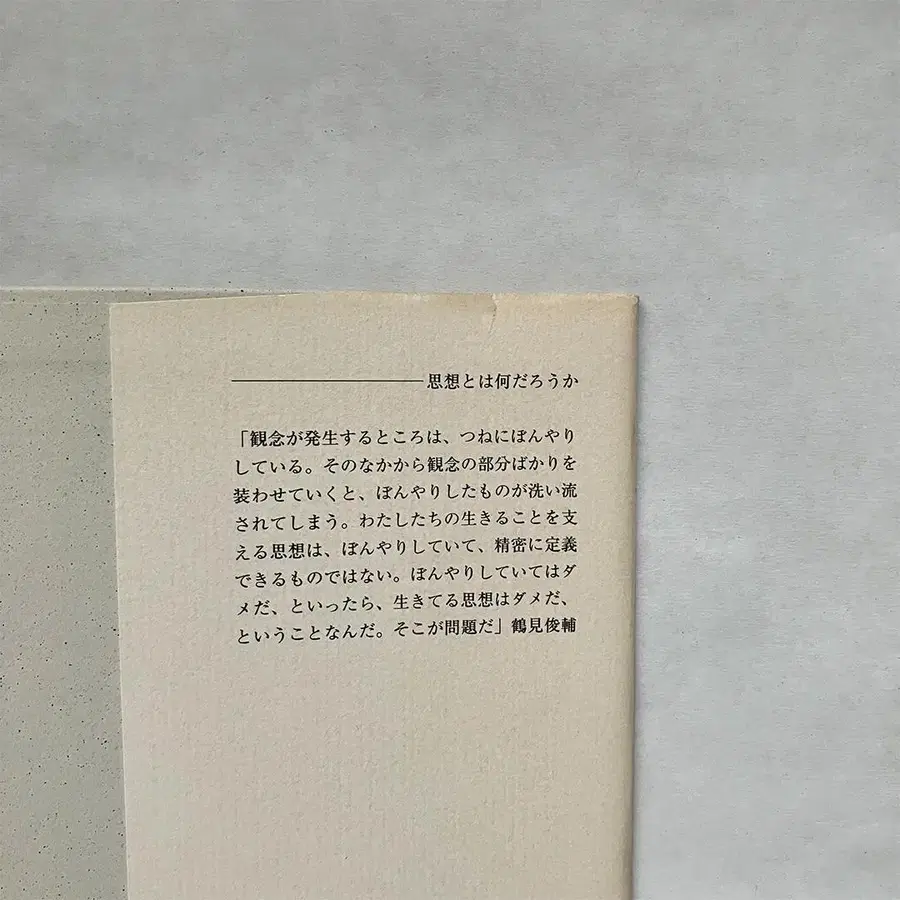 ――――――思想とは何だろうか
「観念が発生するところは、つねにぼんやり
している。そのなかから観念の部分ばかりを
装わせていくと、ぼんやりしたものが洗い流
されてしまう。わたしたちの生きることを支
える思想は、ぼんやりしていて、精密に定義
できるものではない。ぼんやりしていてはダ
メだ、といったら、生きてる思想はダメだ、
ということなんだ。そこが問題だ」鶴見俊輔